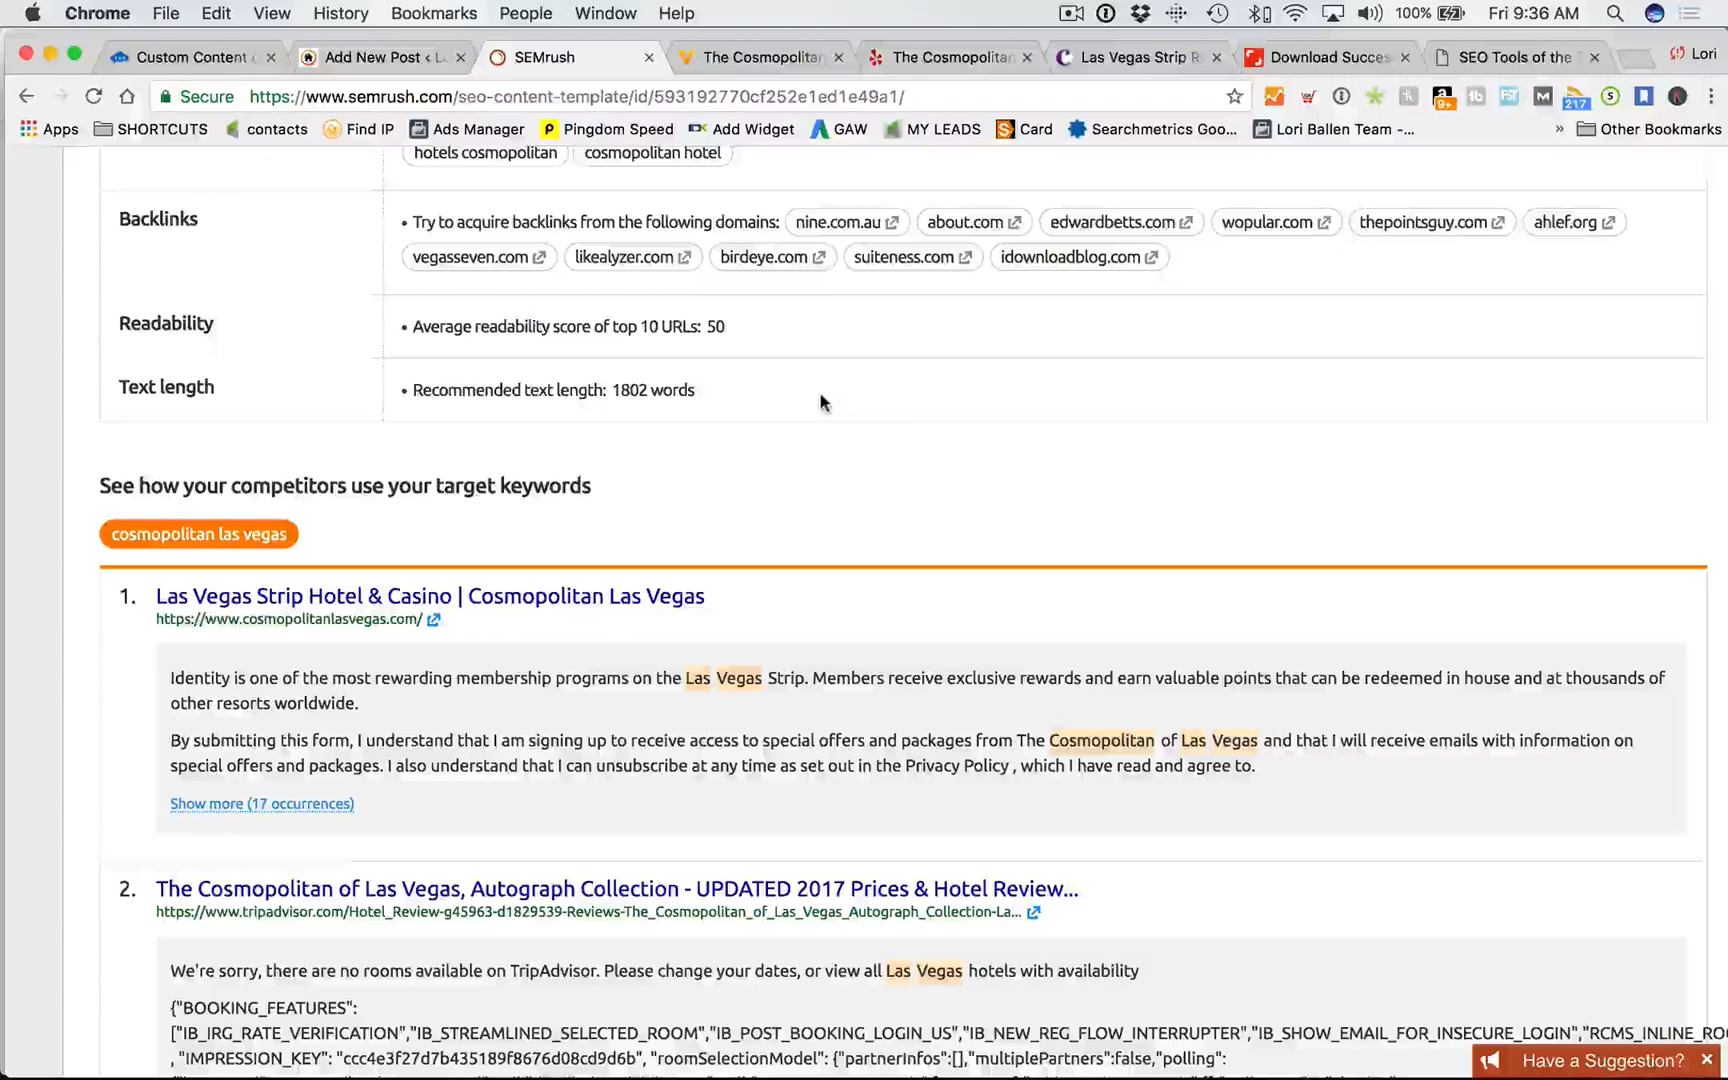 Chrome File Edit View History Bookmarks People Window Help 100% Fri 9:36 AM
Custom Content Add New Post ‹ L SEMrush The Cosmopolitan The Cosmopolitan Las Vegas Strip R Download Succes SEO Tools of the T Lori
Secure https://www.semrush.com/seo-content-template/id/593192770cf252e1ed1e49a1/ 9+ 217
Apps SHORTCUTS contacts Find IP Ads Manager Pingdom Speed Add Widget GAW MY LEADS Card Searchmetrics Goo... Lori Ballen Team -... » Other Bookmarks
hotels cosmopolitan cosmopolitan hotel
Backlinks • Try to acquire backlinks from the following domains: nine.com.au about.com edwardbetts.com wopular.com thepointsguy.com ahlef.org
vegasseven.com likealyzer.com birdeye.com suiteness.com idownloadblog.com
Readability • Average readability score of top 10 URLs: 50
Text length • Recommended text length: 1802 words
See how your competitors use your target keywords
cosmopolitan las vegas
1. Las Vegas Strip Hotel & Casino | Cosmopolitan Las Vegas
https://www.cosmopolitanlasvegas.com/
Identity is one of the most rewarding membership programs on the Las Vegas Strip. Members receive exclusive rewards and earn valuable points that can be redeemed in house and at thousands of
other resorts worldwide.
By submitting this form, I understand that I am signing up to receive access to special offers and packages from The Cosmopolitan of Las Vegas and that I will receive emails with information on
special offers and packages. I also understand that I can unsubscribe at any time as set out in the Privacy Policy , which I have read and agree to.
Show more (17 occurrences)
2. The Cosmopolitan of Las Vegas, Autograph Collection - UPDATED 2017 Prices & Hotel Review...
https://www.tripadvisor.com/Hotel_Review-g45963-d1829539-Reviews-The_Cosmopolitan_of_Las_Vegas_Autograph_Collection-La...
We're sorry, there are no rooms available on TripAdvisor. Please change your dates, or view all Las Vegas hotels with availability
{"BOOKING_FEATURES":
["IB_IRG_RATE_VERIFICATION","IB_STREAMLINED_SELECTED_ROOM","IB_POST_BOOKING_LOGIN_US","IB_NEW_REG_FLOW_INTERRUPTER","IB_SHOW_EMAIL_FOR_INSECURE_LOGIN","RCMS_INLINE_ROO
, "IMPRESSION_KEY": "ccc4e3f27d7b435189f8676d08cd9d6b", "roomSelectionModel": {"partnerInfos":[],"multiplePartners":false,"polling":
Have a Suggestion? ×